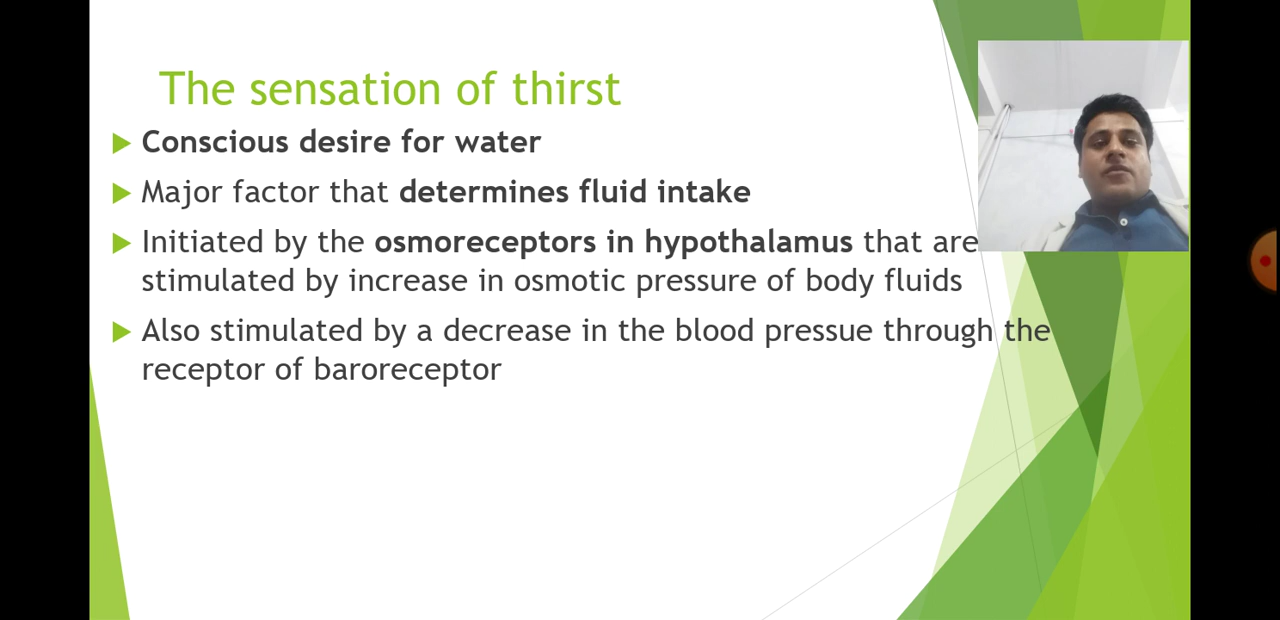 The sensation of thirst
Conscious desire for water
Major factor that determines fluid intake
Initiated by the osmoreceptors in hypothalamus that are
stimulated by increase in osmotic pressure of body fluids
Also stimulated by a decrease in the blood pressue through the
receptor of baroreceptor